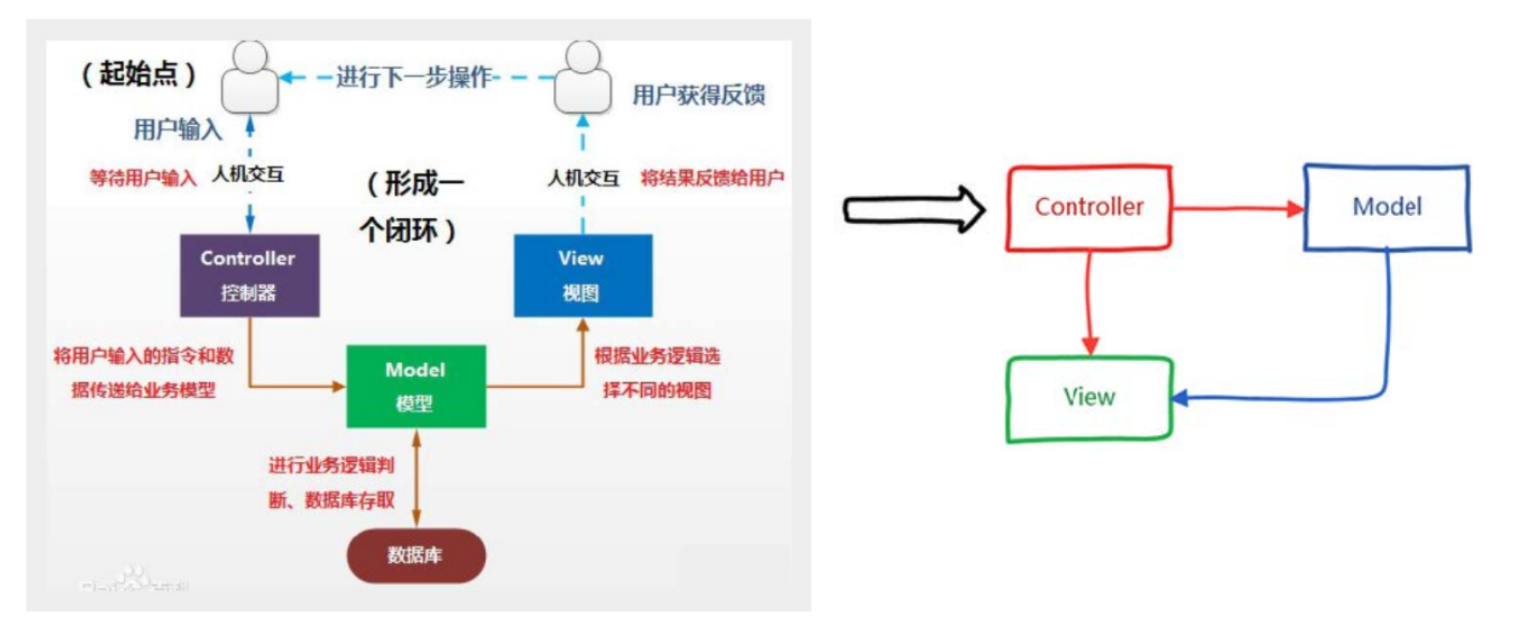 （起始点）
进行下一步操作
用户获得反馈
用户输入
等待用户输入
人机交互
（形成一
个闭环）
人机交互
将结果反馈给用户
Controller
控制器
View
视图
将用户输入的指令和数
据传送给业务模型
Model
模型
根据业务逻辑选
择不同的视图
进行业务逻辑判
断、数据库存取
数据库
Controller
Model
View